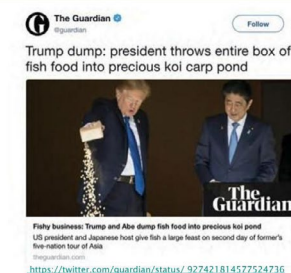 The Guardian
@guardian
Follow
Trump dump: president throws entire box of
fish food into precious koi carp pond
The
Guardian
Fishy business: Trump and Abe dump fish food into precious koi pond
US president and Japanese host give fish a large feast on second day of former's
five-nation tour of Asia
theguardian.com
https://twitter.com/guardian/status/927421814577524736